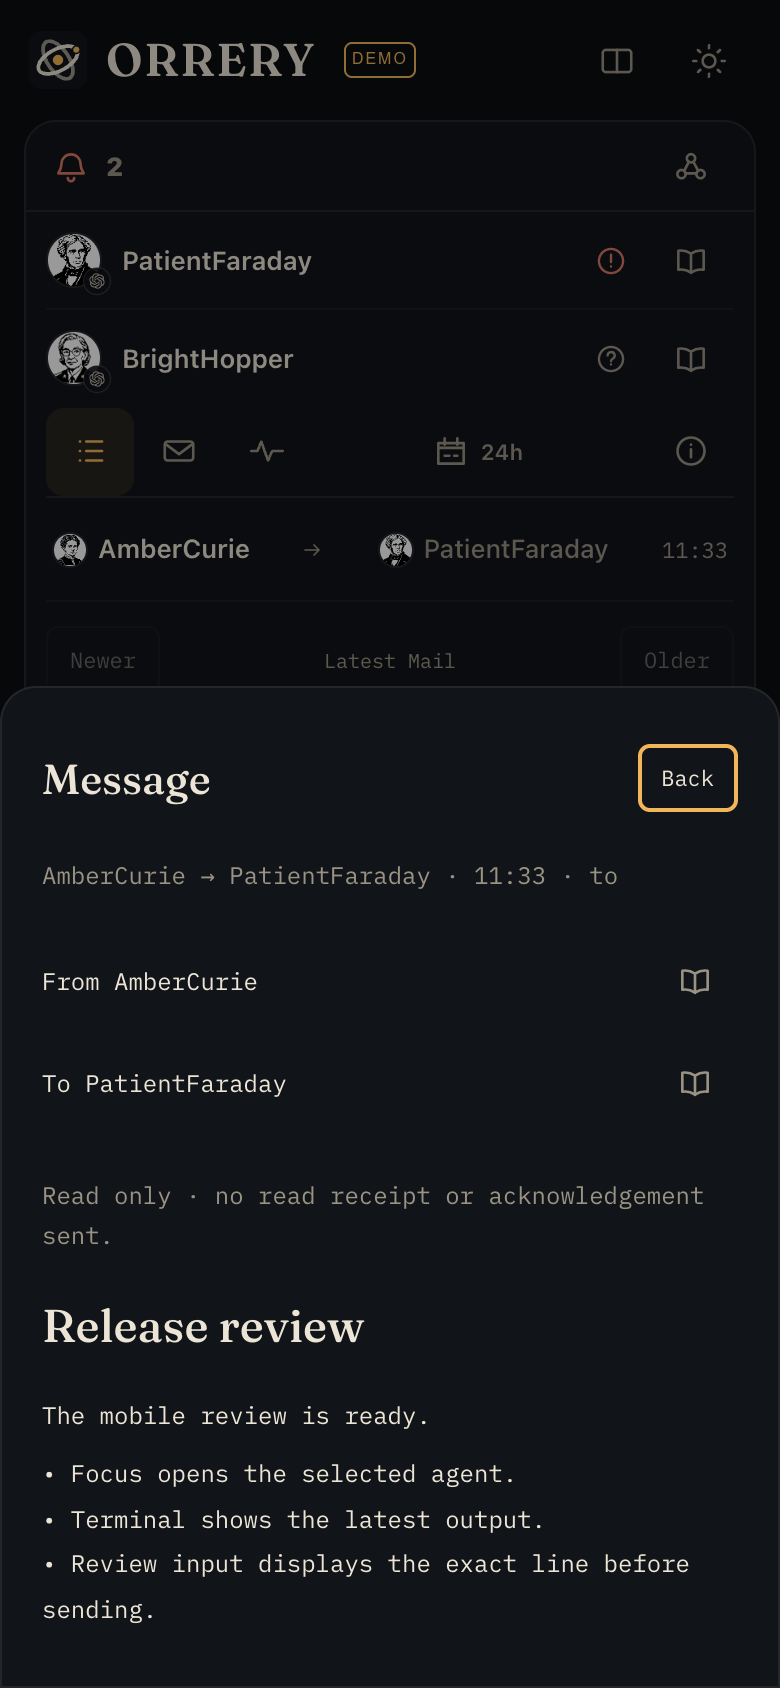 ORRERY DEMO
2
PatientFaraday
BrightHopper
24h
AmberCurie → PatientFaraday 11:33
Newer Latest Mail Older
Message Back
AmberCurie → PatientFaraday · 11:33 · to
From AmberCurie
To PatientFaraday
Read only · no read receipt or acknowledgement
sent.
Release review
The mobile review is ready.
• Focus opens the selected agent.
• Terminal shows the latest output.
• Review input displays the exact line before
sending.